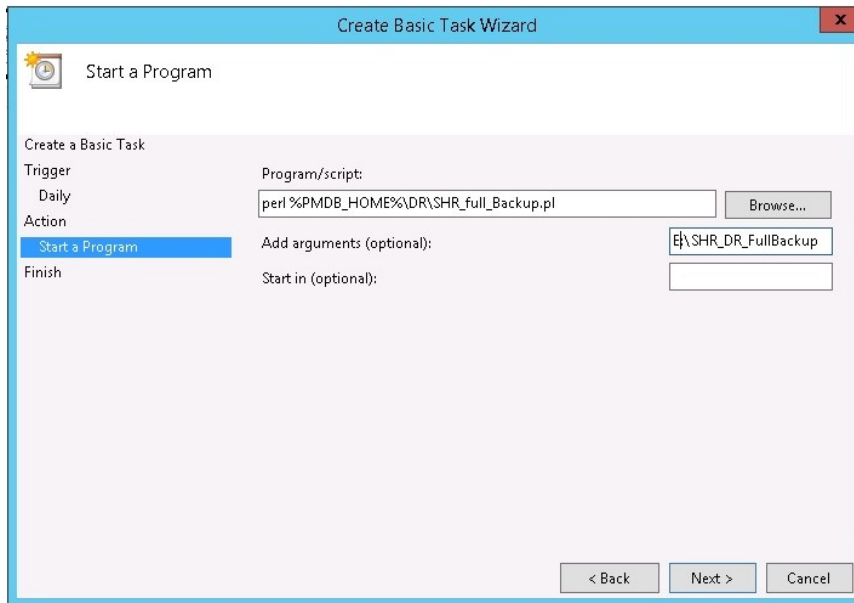 Create Basic Task Wizard
x
Start a Program
Create a Basic Task
Trigger
Daily
Action
Start a Program
Finish
Program/script:
perl %PMDB_HOME%\DR\SHR_full_Backup.pl
Browse...
Add arguments (optional):
E:\SHR_DR_FullBackup
Start in (optional):
< Back
Next >
Cancel